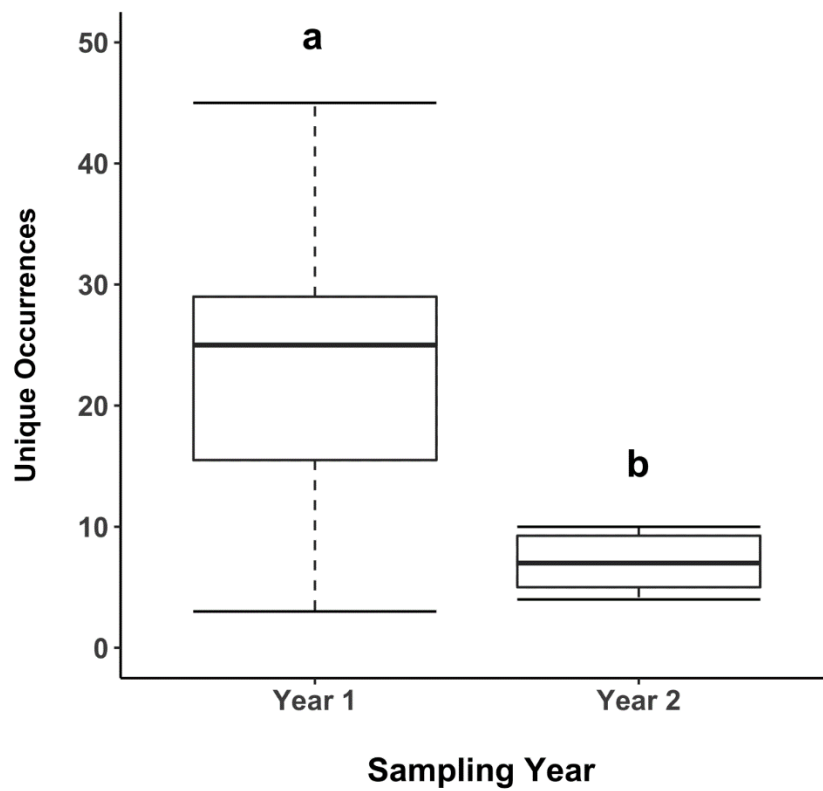 50
a
40
30
20
b
10
0
Unique Occurrences
Year 1 Year 2
Sampling Year